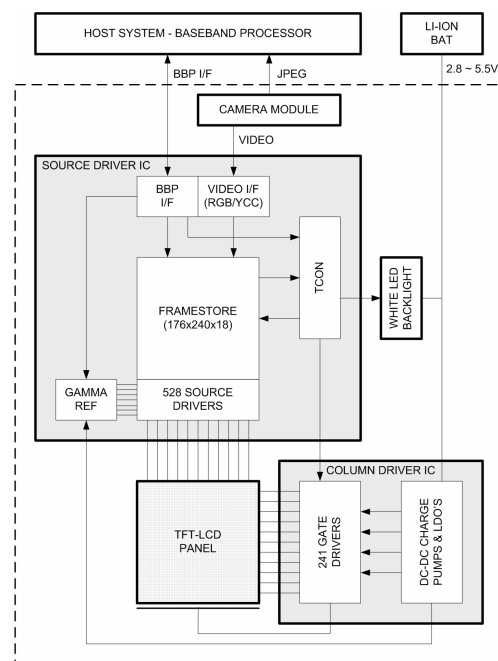 HOST SYSTEM - BASEBAND PROCESSOR
LI-ION
BAT
BBP I/F
JPEG
2.8 ~ 5.5V
CAMERA MODULE
VIDEO
SOURCE DRIVER IC
BBP
I/F
VIDEO I/F
(RGB/YCC)
TCON
WHITE LED
BACKLIGHT
FRAMESTORE
(176x240x18)
GAMMA
REF
528 SOURCE
DRIVERS
COLUMN DRIVER IC
TFT-LCD
PANEL
241 GATE
DRIVERS
DC-DC CHARGE
PUMPS & LDO'S